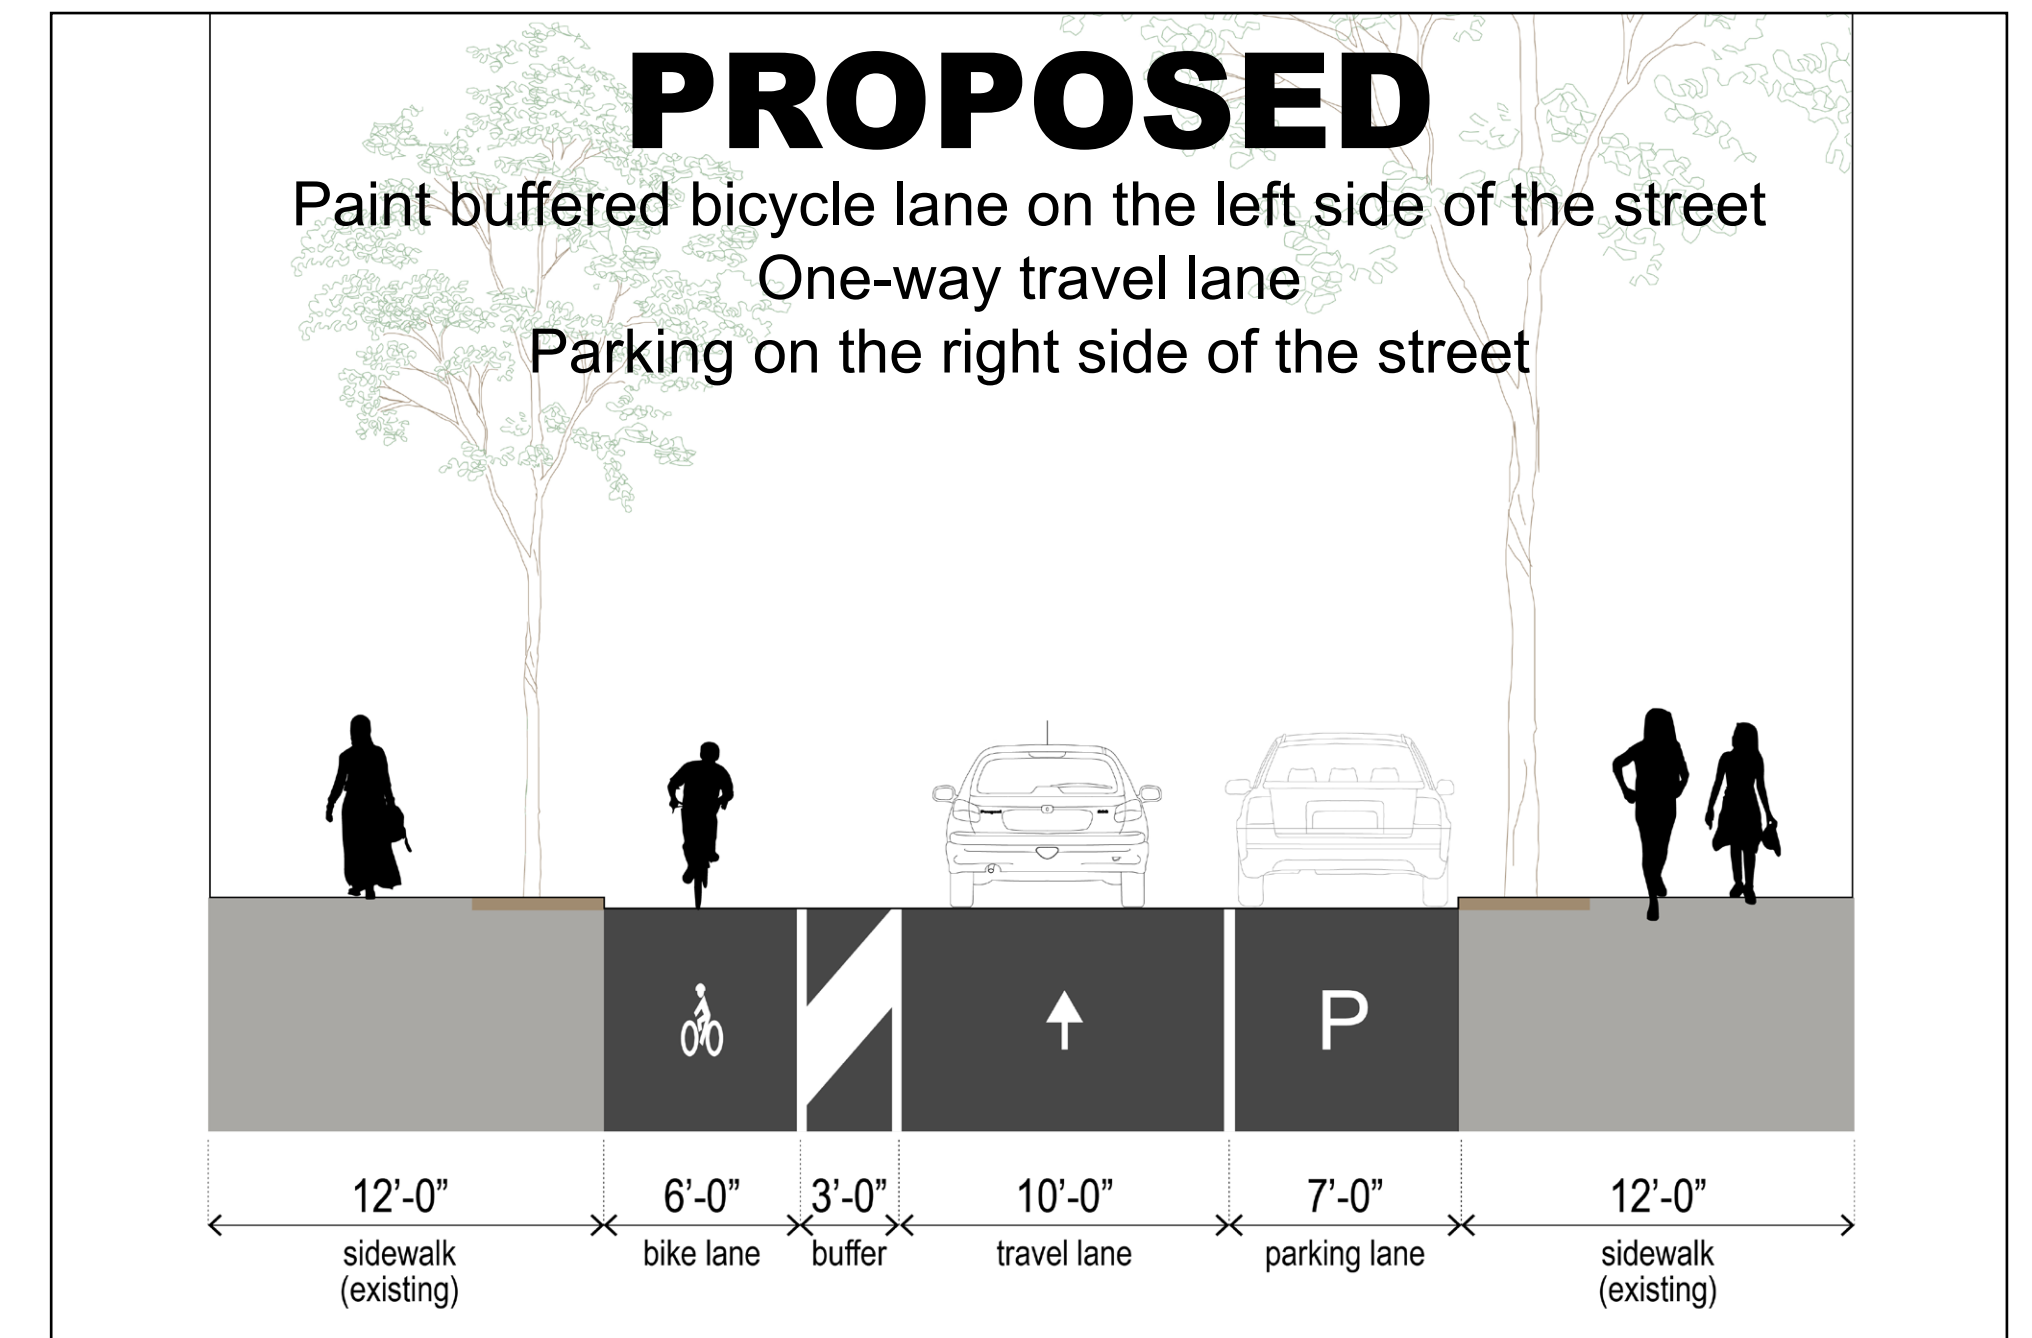 PROPOSED
Paint buffered bicycle lane on the left side of the street
One-way travel lane
Parking on the right side of the street
P
12’-0” 6’-0” 3’-0” 10’-0” 7’-0” 12’-0”
sidewalk (existing) bike lane buffer travel lane parking lane sidewalk (existing)